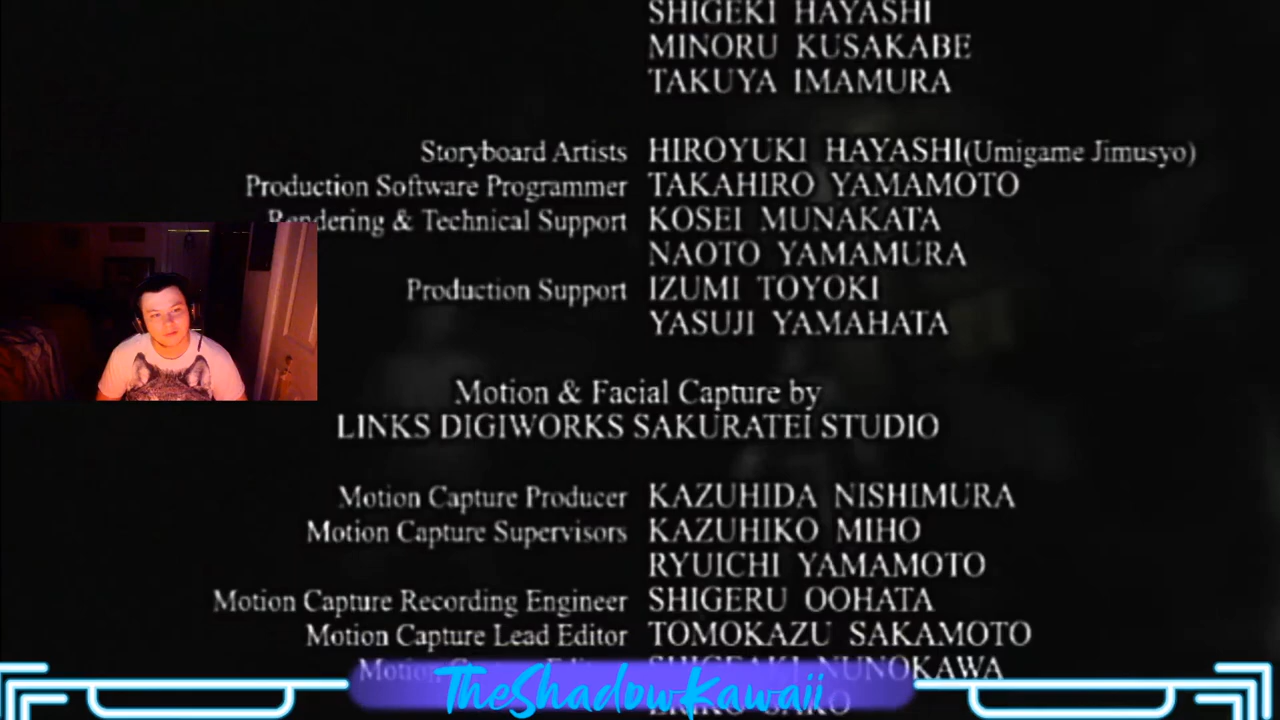 SHIGEKI HAYASHI
MINORU KUSAKABE
TAKUYA IMAMURA
Storyboard Artists HIROYUKI HAYASHI(Umigame Jimusyo)
Production Software Programmer TAKAHIRO YAMAMOTO
Rendering & Technical Support KOSEI MUNAKATA
NAOTO YAMAMURA
Production Support IZUMI TOYOKI
YASUJI YAMAHATA
Motion & Facial Capture by
LINKS DIGIWORKS SAKURATEI STUDIO
Motion Capture Producer KAZUHIDA NISHIMURA
Motion Capture Supervisors KAZUHIKO MIHO
RYUICHI YAMAMOTO
Motion Capture Recording Engineer SHIGERU OOHATA
Motion Capture Lead Editor TOMOKAZU SAKAMOTO
Motion SHIGEAKI NUNOKAWA
TheShadowKawaii